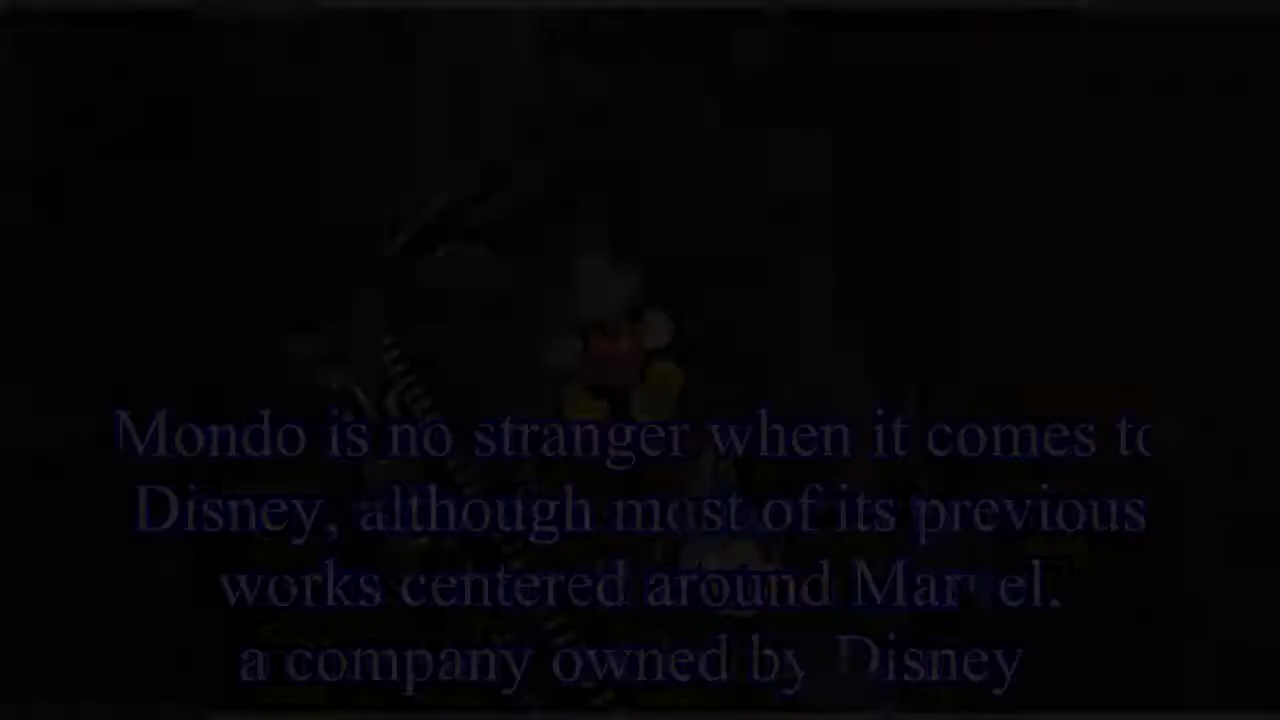 Mondo is no stranger when it comes to
Disney, although most of its previous
works centered around Marvel,
a company owned by Disney